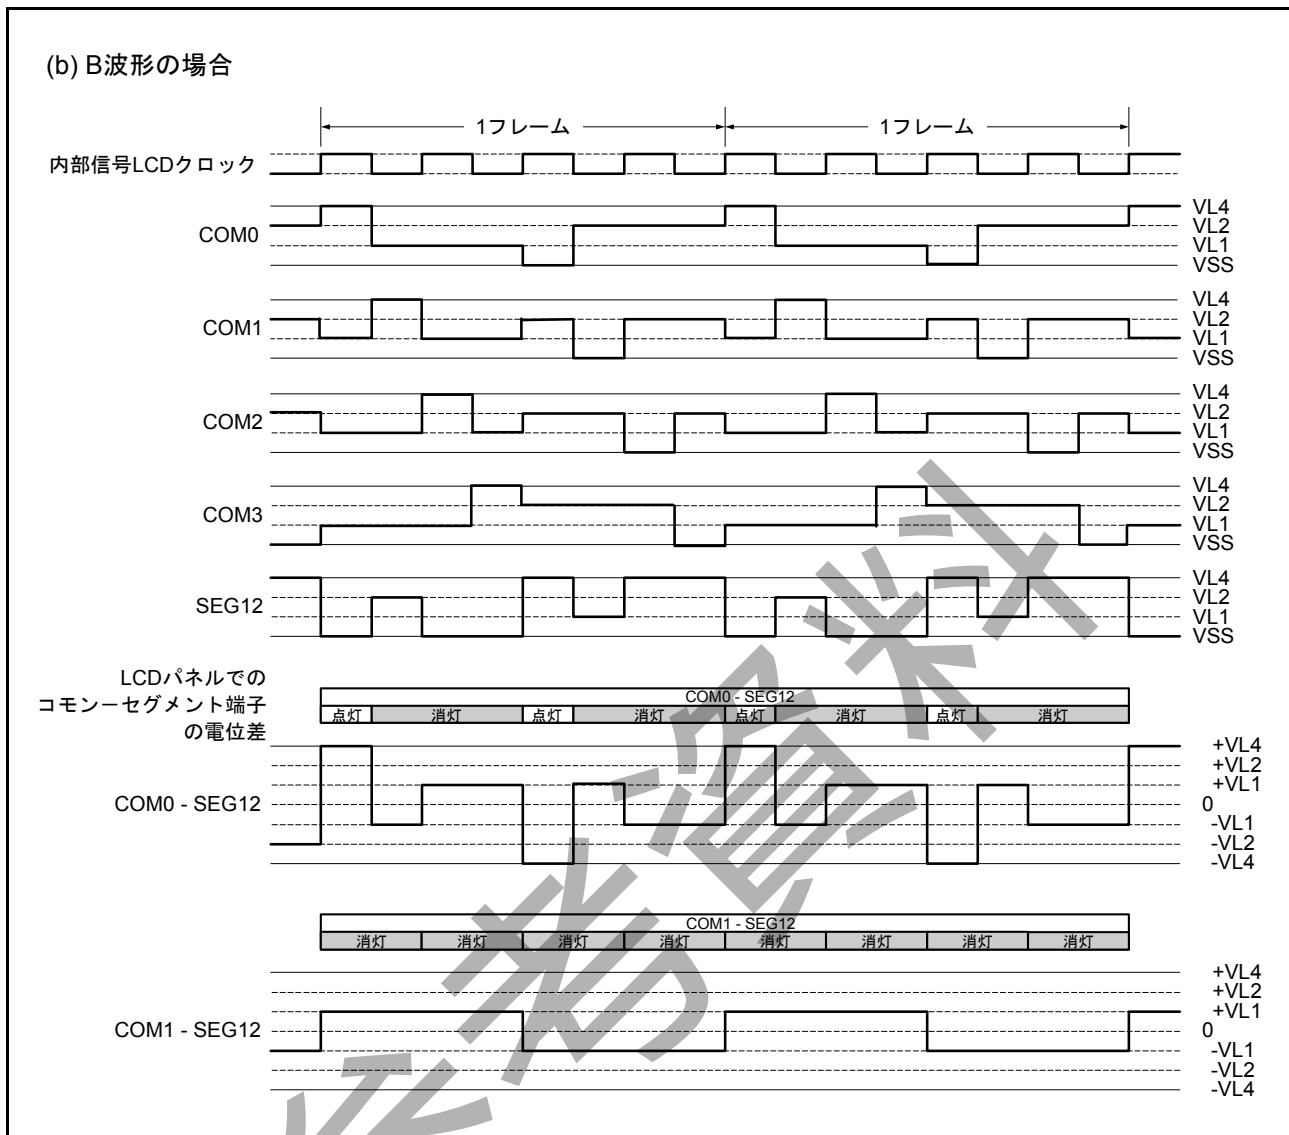 (b) B波形の場合
1フレーム 1フレーム
内部信号LCDクロック
COM0
VL4
VL2
VL1
VSS
COM1
VL4
VL2
VL1
VSS
COM2
VL4
VL2
VL1
VSS
COM3
VL4
VL2
VL1
VSS
SEG12
VL4
VL2
VL1
VSS
LCDパネルでの
コモンーセグメント端子
の電位差
COM0 - SEG12
点灯 消灯 点灯 消灯 点灯 消灯 点灯 消灯
COM0 - SEG12
+VL4
+VL2
+VL1
0
-VL1
-VL2
-VL4
COM1 - SEG12
消灯 消灯 消灯 消灯 消灯 消灯 消灯 消灯
COM1 - SEG12
+VL4
+VL2
+VL1
0
-VL1
-VL2
-VL4
参考資料